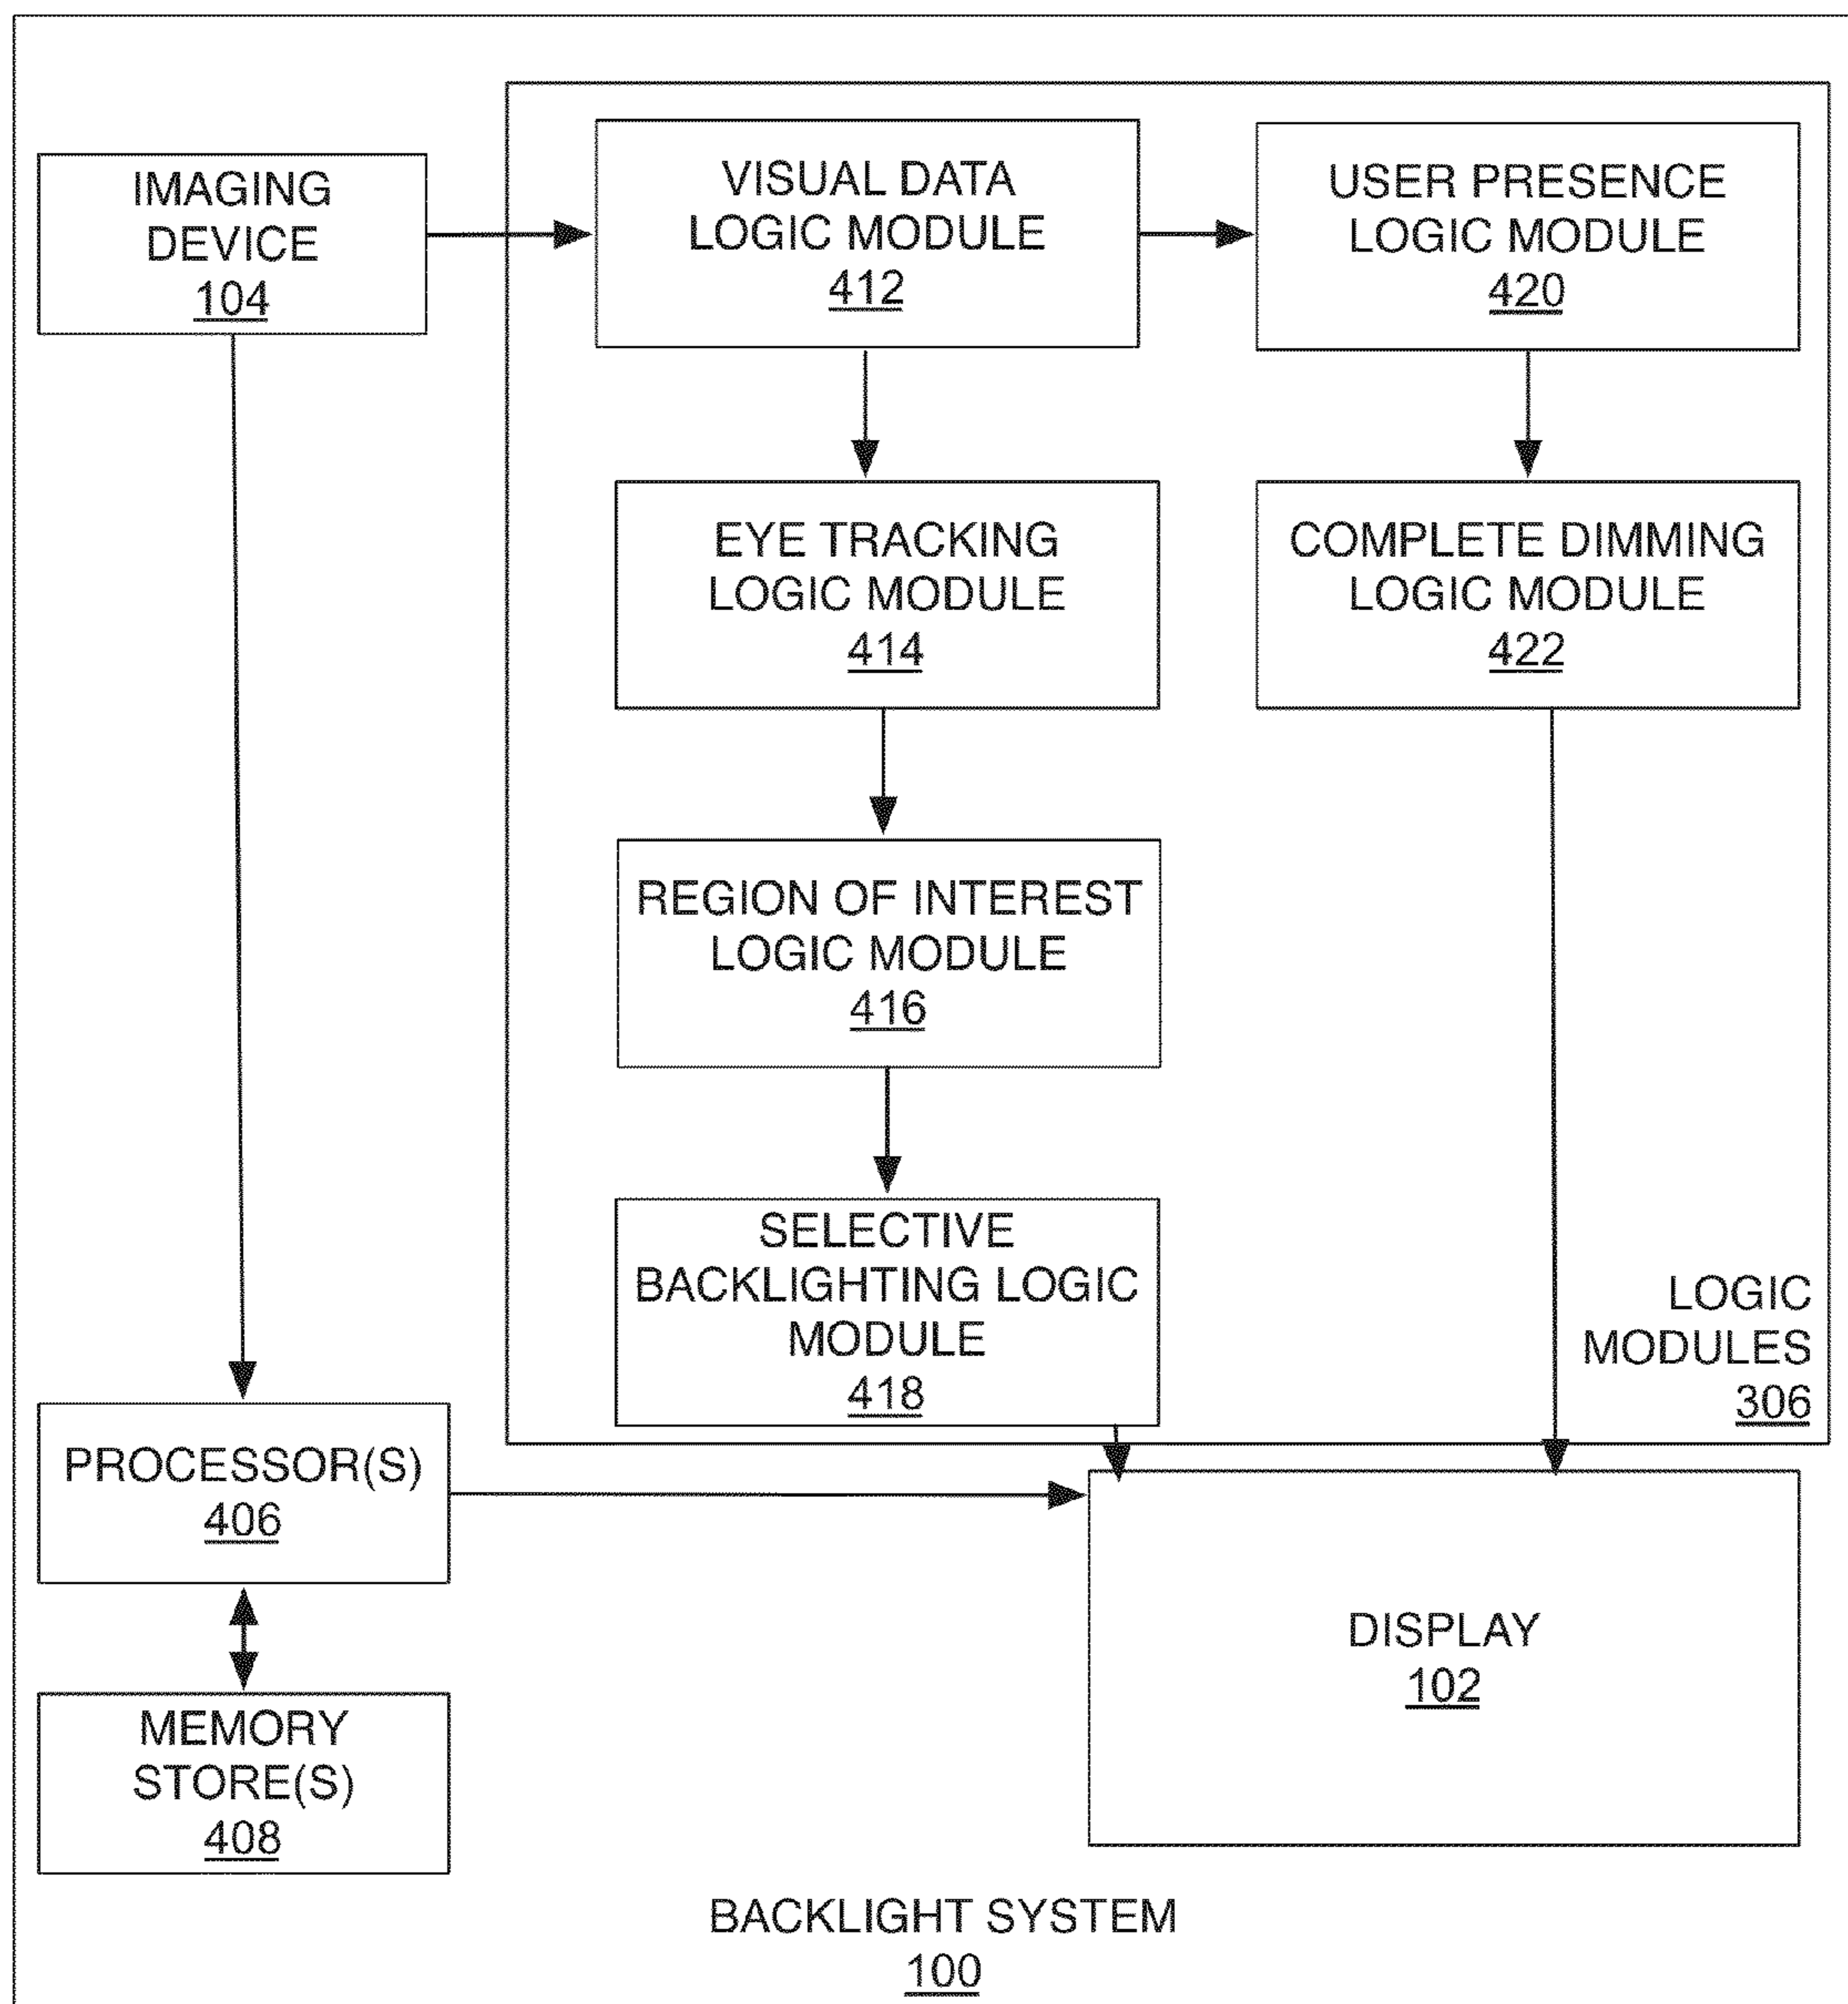 IMAGING
DEVICE
104
VISUAL DATA
LOGIC MODULE
412
USER PRESENCE
LOGIC MODULE
420
EYE TRACKING
LOGIC MODULE
414
COMPLETE DIMMING
LOGIC MODULE
422
REGION OF INTEREST
LOGIC MODULE
416
SELECTIVE
BACKLIGHTING LOGIC
MODULE
418
LOGIC
MODULES
306
PROCESSOR(S)
406
MEMORY
STORE(S)
408
DISPLAY
102
BACKLIGHT SYSTEM
100